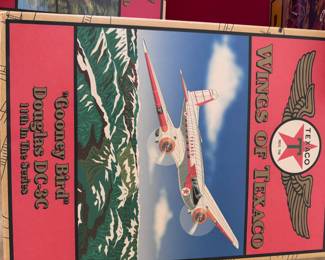 WINGS OF TEXACO
TEXACO
T
"Gooney Bird"
Douglas DC-3C
11th in the Series